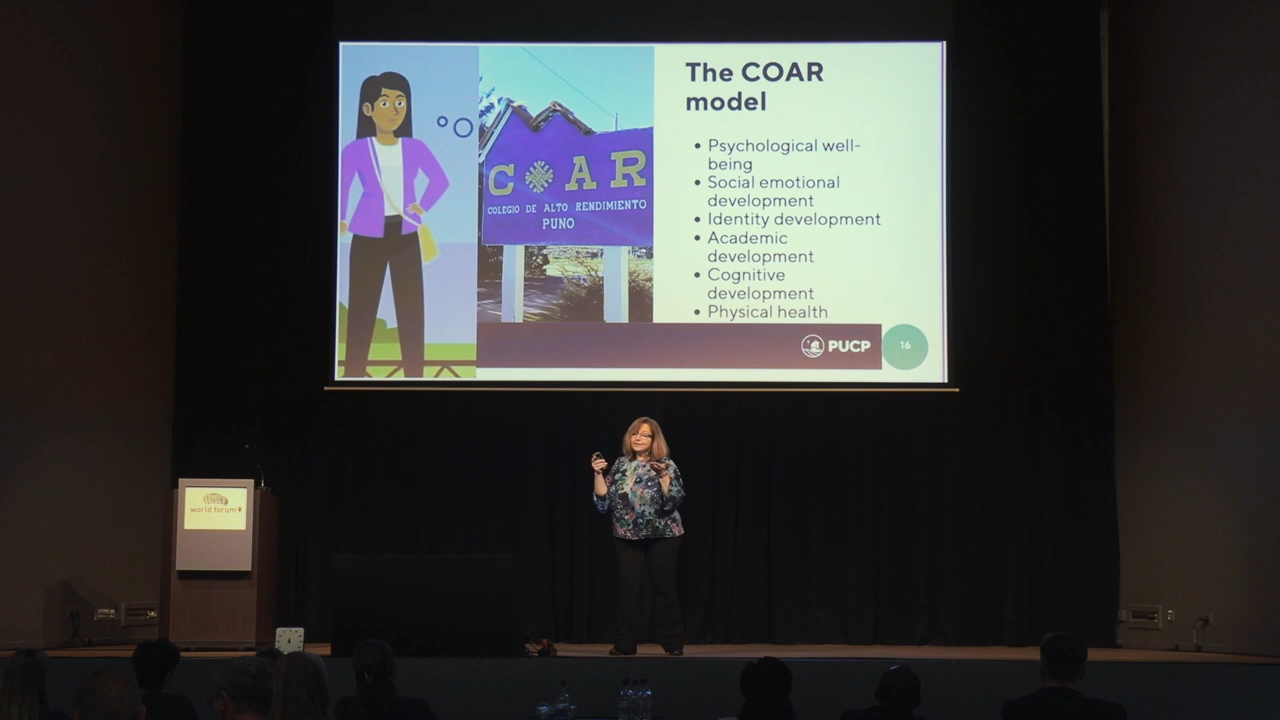 The COAR
model
C O A R
COLEGIO DE ALTO RENDIMIENTO
PUNO
• Psychological well-
being
• Social emotional
development
• Identity development
• Academic
development
• Cognitive
development
• Physical health
PUCP
16
world forum